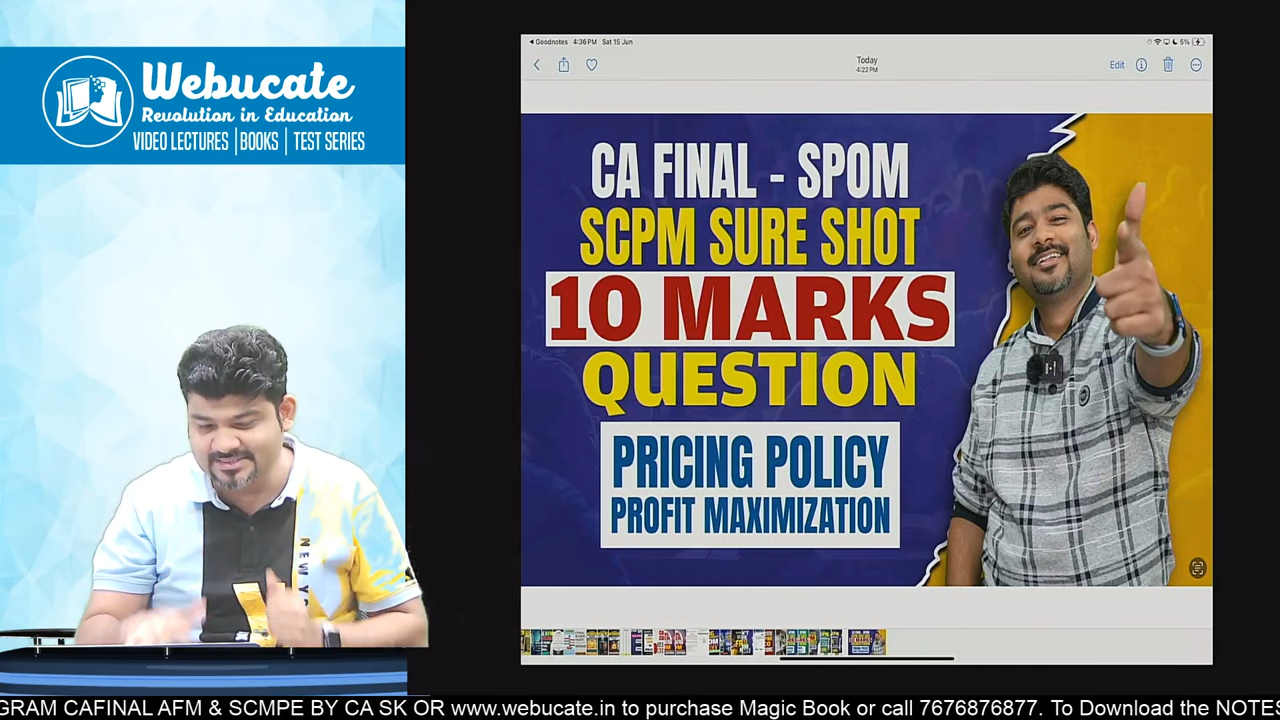 Webucate
Revolution in Education
VIDEO LECTURES | BOOKS | TEST SERIES
Goodnotes 4:36 PM Sat 15 Jun
5%
Today
4:22 PM
Edit
CA FINAL - SPOM
SCPM SURE SHOT
10 MARKS
QUESTION
PRICING POLICY
PROFIT MAXIMIZATION
NEW Y
GRAM CAFINAL AFM & SCMPE BY CA SK OR www.webucate.in to purchase Magic Book or call 7676876877. To Download the NOTES